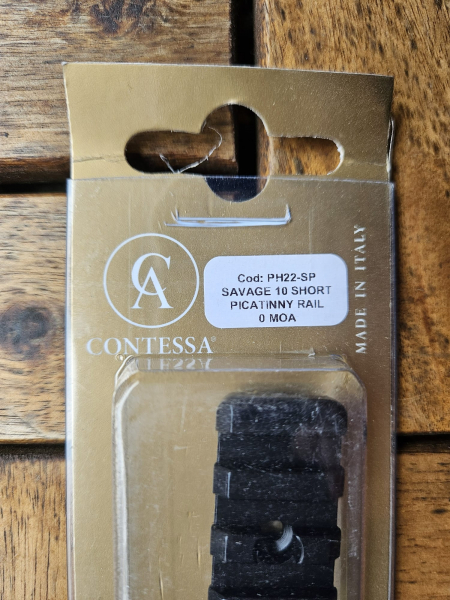 CA
CONTESSA®
Cod: PH22-SP
SAVAGE 10 SHORT
PICATINNY RAIL
0 MOA
MADE IN ITALY